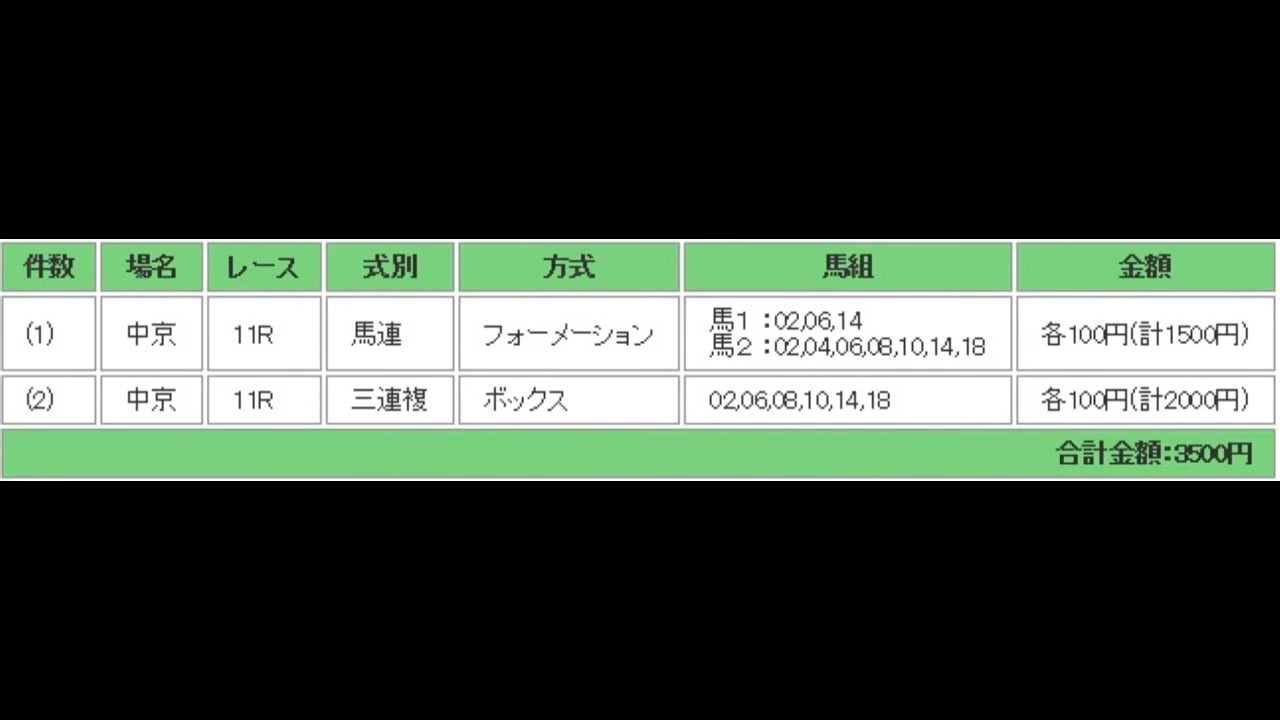 件数 場名 レース 式別 方式 馬組 金額
(1) 中京 11R 馬連 フォーメーション 馬1：02,06,14 各100円(計1500円)
馬2：02,04,06,08,10,14,18
(2) 中京 11R 三連複 ボックス 02,06,08,10,14,18 各100円(計2000円)
合計金額：3500円